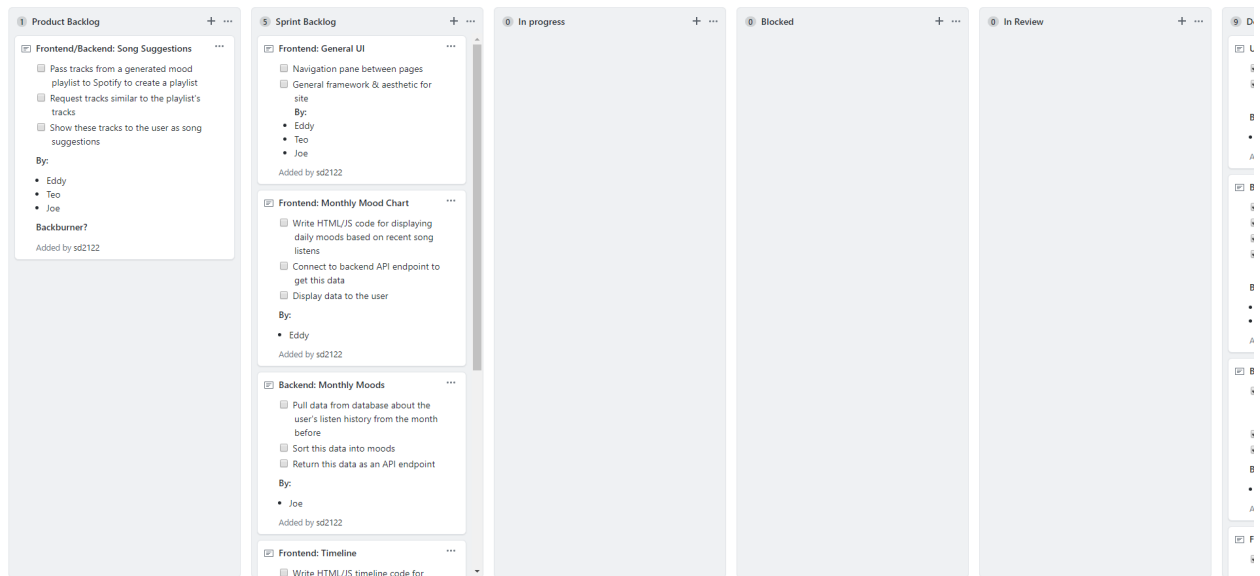 1 Product Backlog
Frontend/Backend: Song Suggestions
Pass tracks from a generated mood
playlist to Spotify to create a playlist
Request tracks similar to the playlist's
tracks
Show these tracks to the user as song
suggestions
By:
Eddy
Teo
Joe
Backburner?
Added by sd2122
5 Sprint Backlog
Frontend: General UI
Navigation pane between pages
General framework & aesthetic for
site
By:
Eddy
Teo
Joe
Added by sd2122
Frontend: Monthly Mood Chart
Write HTML/JS code for displaying
daily moods based on recent song
listens
Connect to backend API endpoint to
get this data
Display data to the user
By:
Eddy
Added by sd2122
Backend: Monthly Moods
Pull data from database about the
user's listen history from the month
before
Sort this data into moods
Return this data as an API endpoint
By:
Joe
Added by sd2122
Frontend: Timeline
Write HTML/JS timeline code for
0 In progress
0 Blocked
0 In Review
9